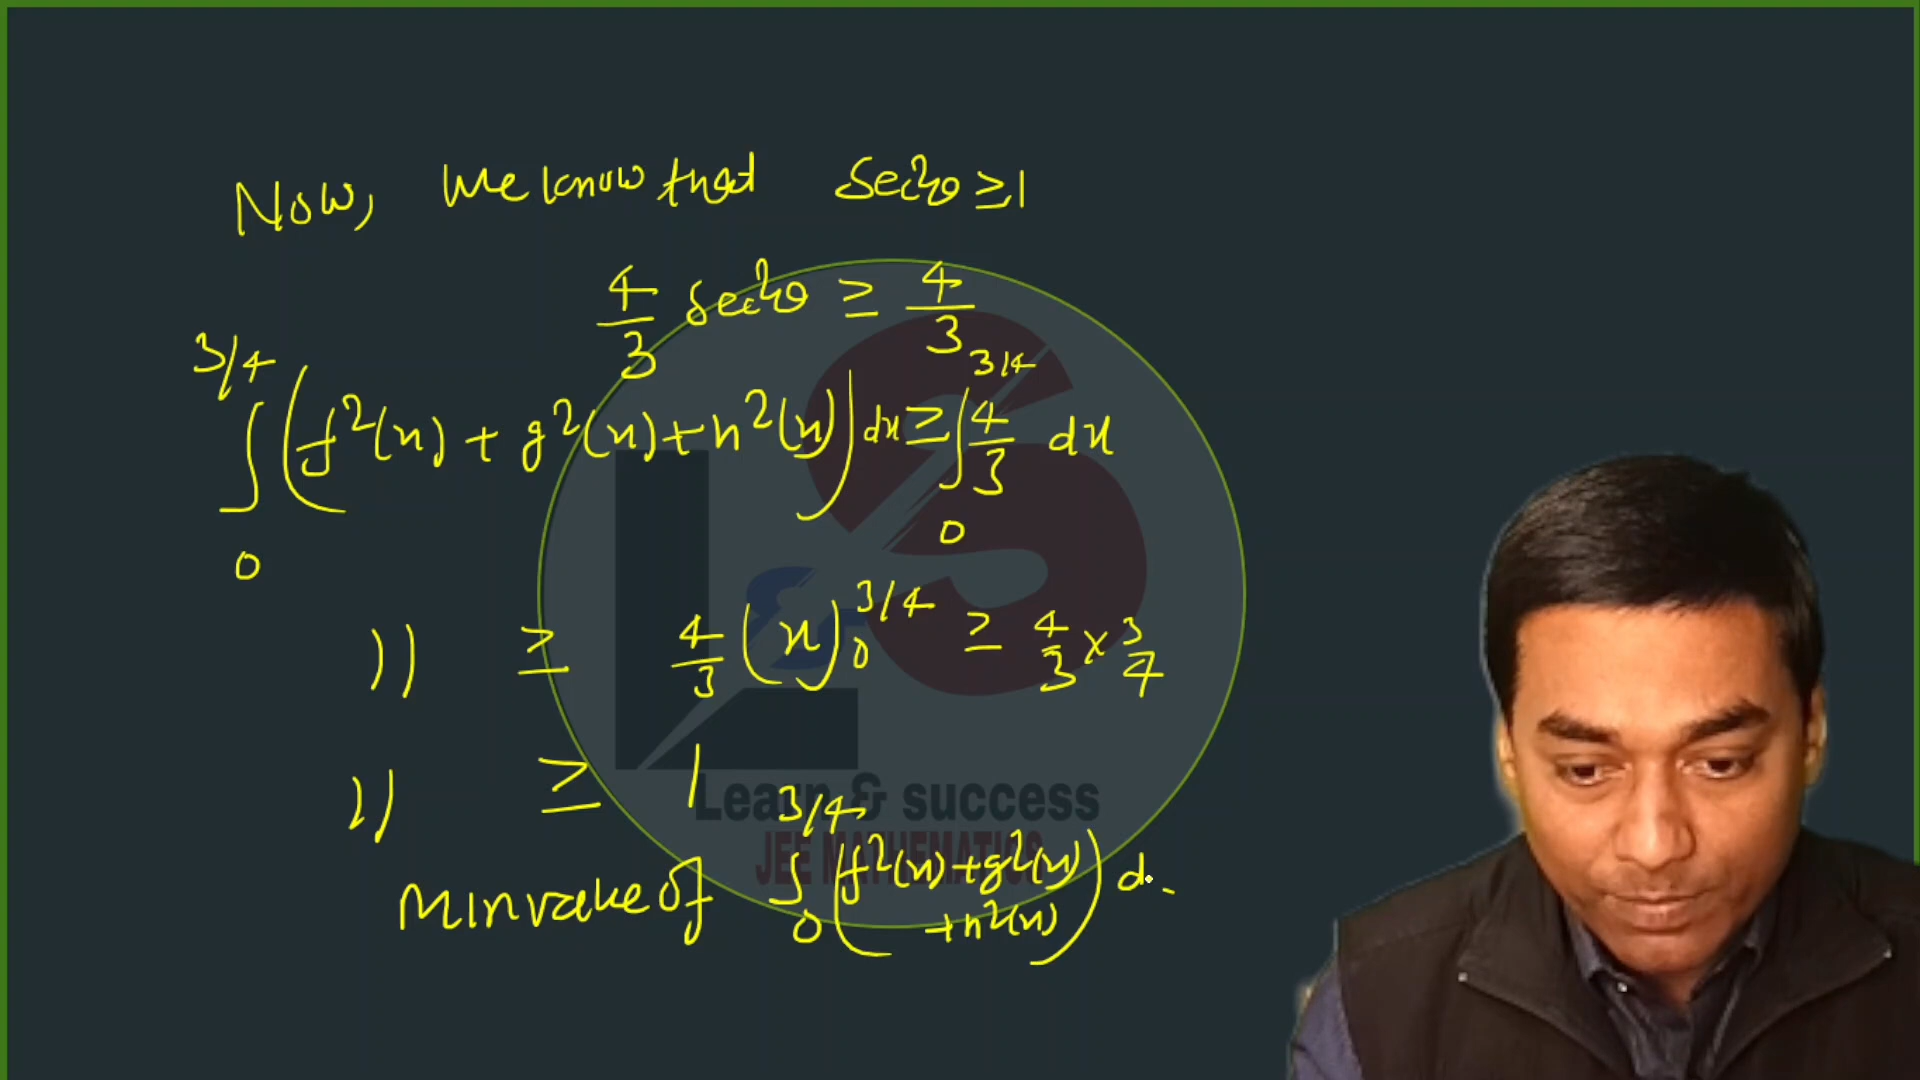 Now, we know that sec²θ ≥ 1
4/3 sec²θ ≥ 4/3
∫₀^{3/4} (f²(x) + g²(x) + h²(x)) dx ≥ ∫₀^{3/4} 4/3 dx
)) ≥ 4/3 (x)₀^{3/4} ≥ 4/3 × 3/4
)) ≥ 1
Learn & success
JEE MATHEMATICS
Min value of ∫₀^{3/4} (f²(x) + g²(x) + h²(x)) d